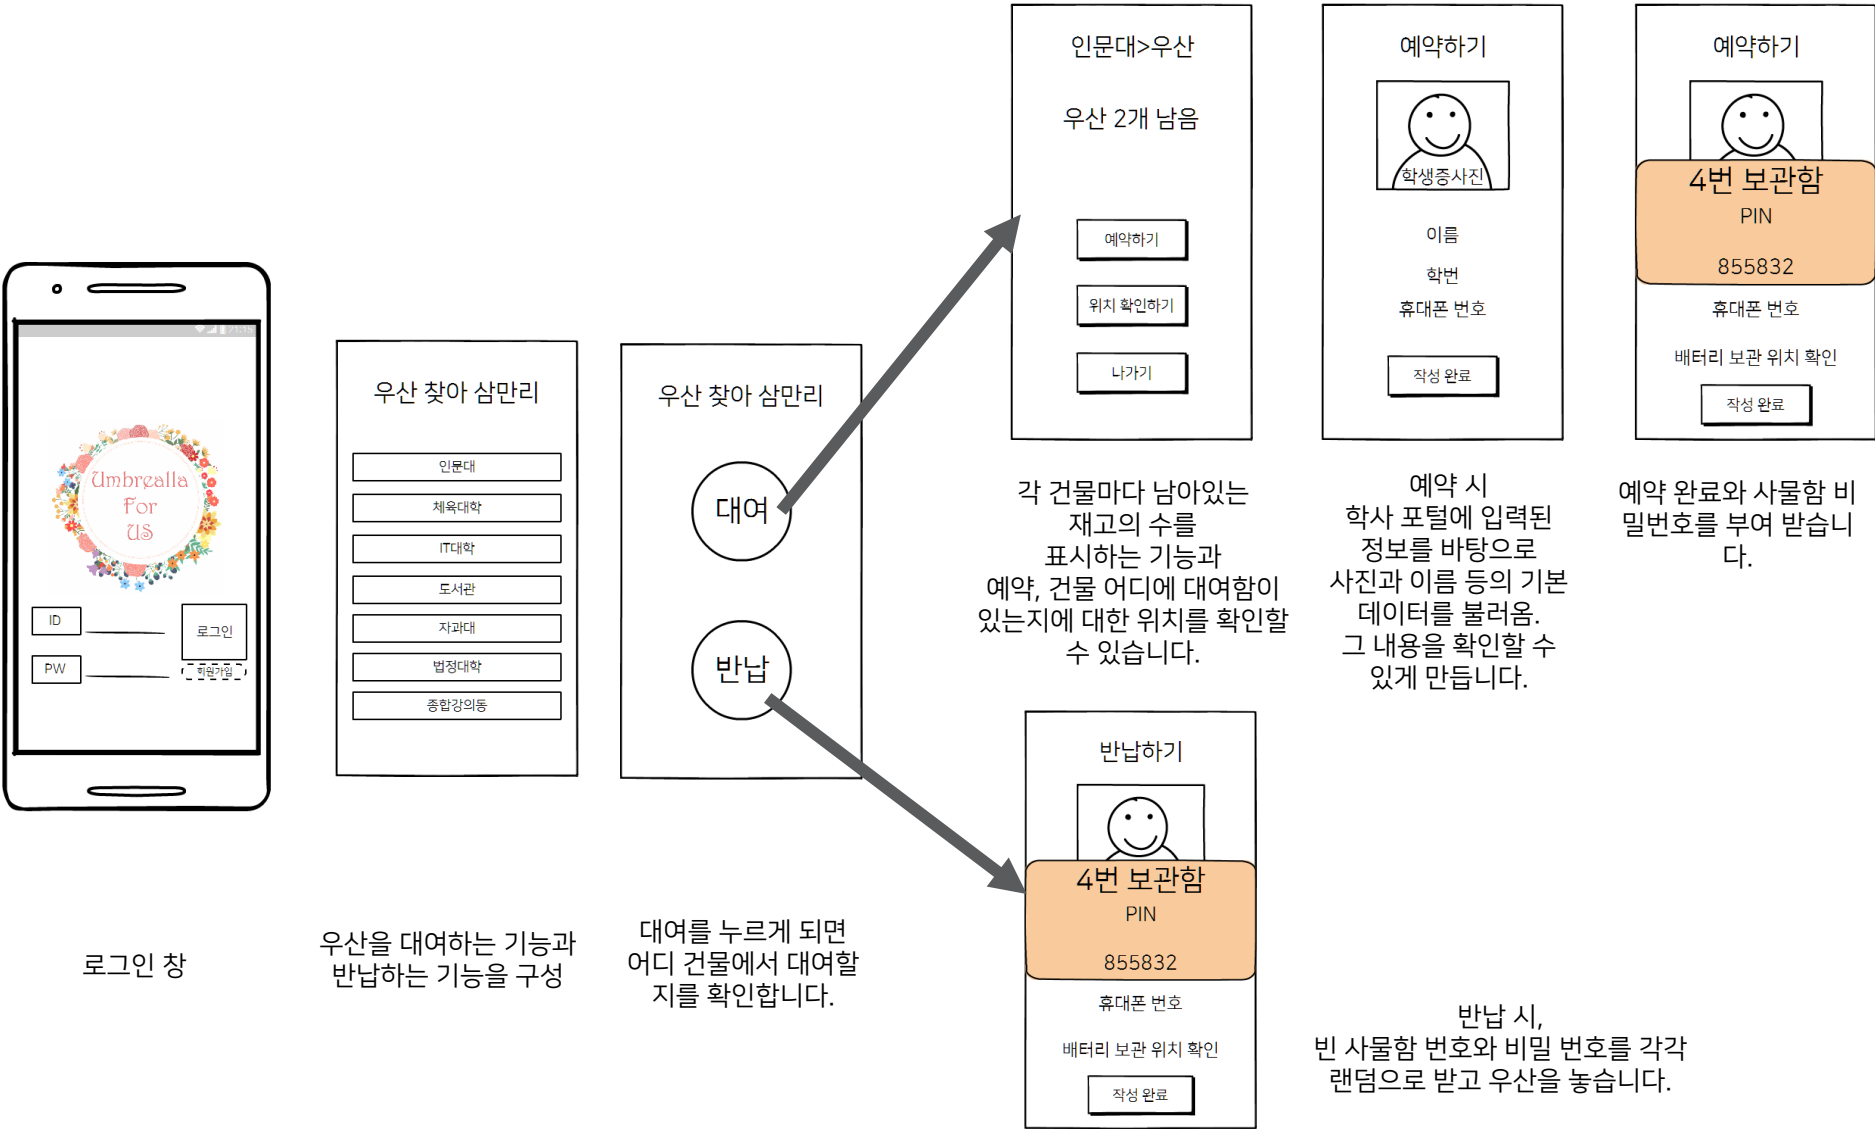 Umbrealla
For
US
ID
PW
로그인
회원가입
로그인 창
우산 찾아 삼만리
인문대
체육대학
IT대학
도서관
자과대
법정대학
종합강의동
우산을 대여하는 기능과
반납하는 기능을 구성
우산 찾아 삼만리
대여
반납
대여를 누르게 되면
어디 건물에서 대여할
지를 확인합니다.
인문대>우산
우산 2개 남음
예약하기
위치 확인하기
나가기
각 건물마다 남아있는
재고의 수를
표시하는 기능과
예약, 건물 어디에 대여함이
있는지에 대한 위치를 확인할
수 있습니다.
예약하기
학생증사진
이름
학번
휴대폰 번호
작성 완료
예약 시
학사 포털에 입력된
정보를 바탕으로
사진과 이름 등의 기본
데이터를 불러옴.
그 내용을 확인할 수
있게 만듭니다.
예약하기
4번 보관함
PIN
855832
휴대폰 번호
배터리 보관 위치 확인
작성 완료
예약 완료와 사물함 비
밀번호를 부여 받습니
다.
반납하기
4번 보관함
PIN
855832
휴대폰 번호
배터리 보관 위치 확인
작성 완료
반납 시,
빈 사물함 번호와 비밀 번호를 각각
랜덤으로 받고 우산을 놓습니다.